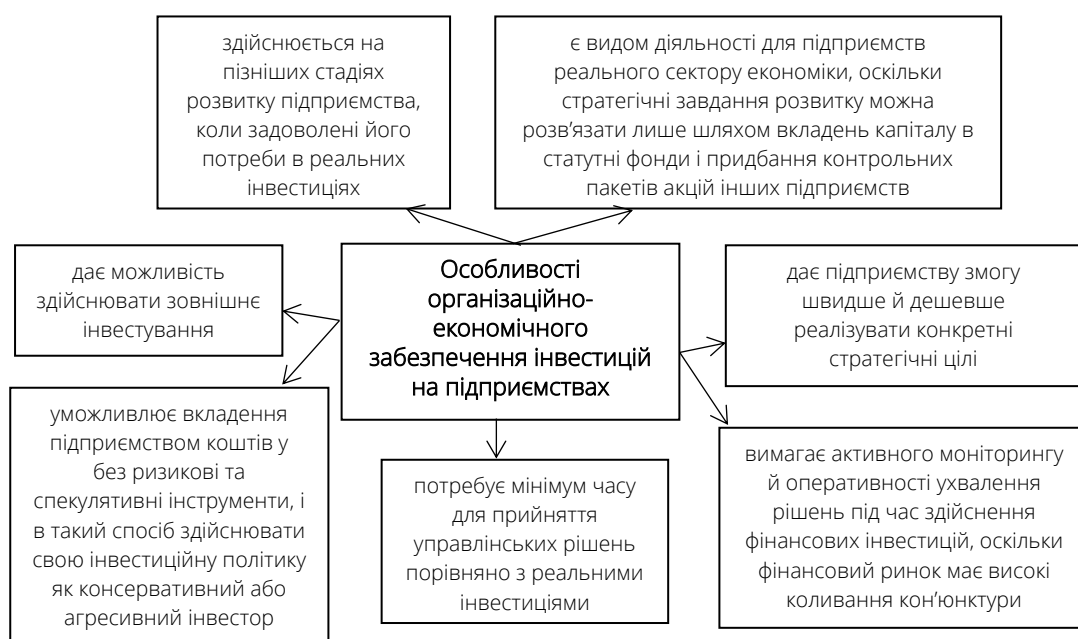 здійснюється на
пізніших стадіях
розвитку підприємства,
коли задоволені його
потреби в реальних
інвестиціях
є видом діяльності для підприємств
реального сектору економіки, оскільки
стратегічні завдання розвитку можна
розв’язати лише шляхом вкладень капіталу в
статутні фонди і придбання контрольних
пакетів акцій інших підприємств
дає можливість
здійснювати зовнішнє
інвестування
Особливості
організаційно-
економічного
забезпечення інвестицій
на підприємствах
дає підприємству змогу
швидше й дешевше
реалізувати конкретні
стратегічні цілі
уможливлює вкладення
підприємством коштів у
без ризикові та
спекулятивні інструменти, і
в такий спосіб здійснювати
свою інвестиційну політику
як консервативний або
агресивний інвестор
потребує мінімум часу
для прийняття
управлінських рішень
порівняно з реальними
інвестиціями
вимагає активного моніторингу
й оперативності ухвалення
рішень під час здійснення
фінансових інвестицій, оскільки
фінансовий ринок має високі
коливання кон’юнктури